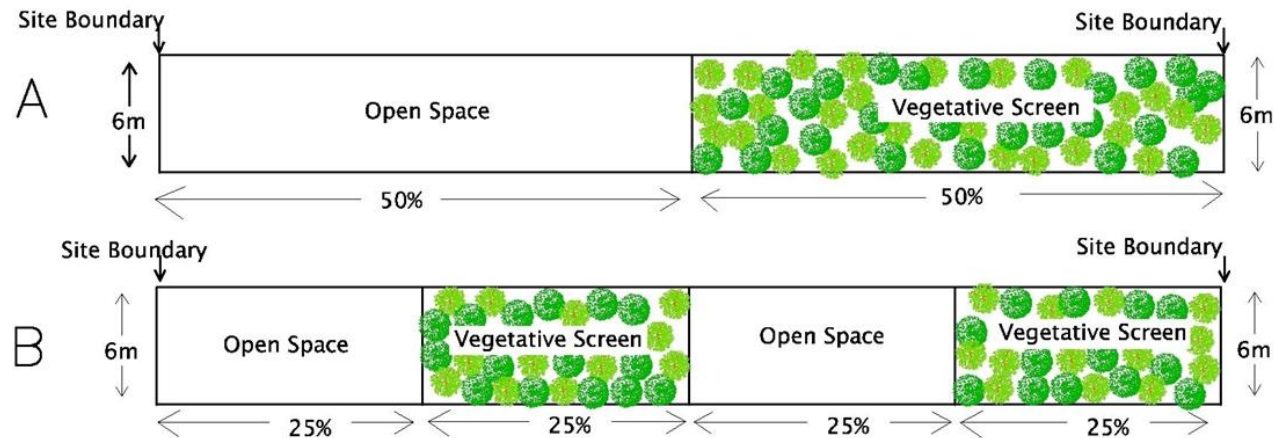 Site Boundary
Site Boundary
A
6m
Open Space
Vegetative Screen
6m
50%
50%
Site Boundary
Site Boundary
B
6m
Open Space
Vegetative Screen
Open Space
Vegetative Screen
6m
25%
25%
25%
25%